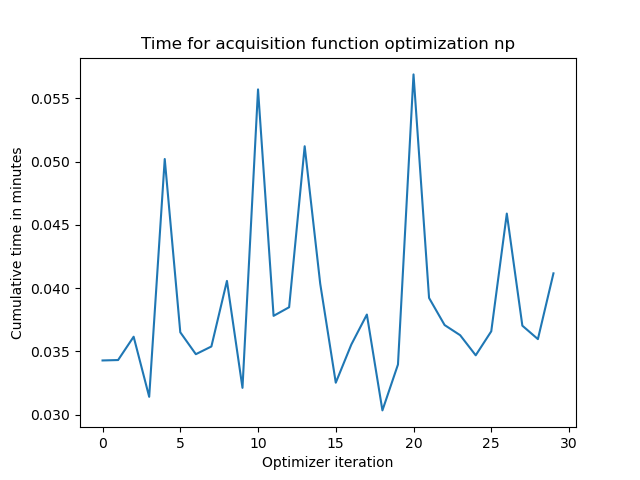 Time for acquisition function optimization np
0.055
0.050
0.045
0.040
0.035
0.030
Cumulative time in minutes
0 5 10 15 20 25 30
Optimizer iteration